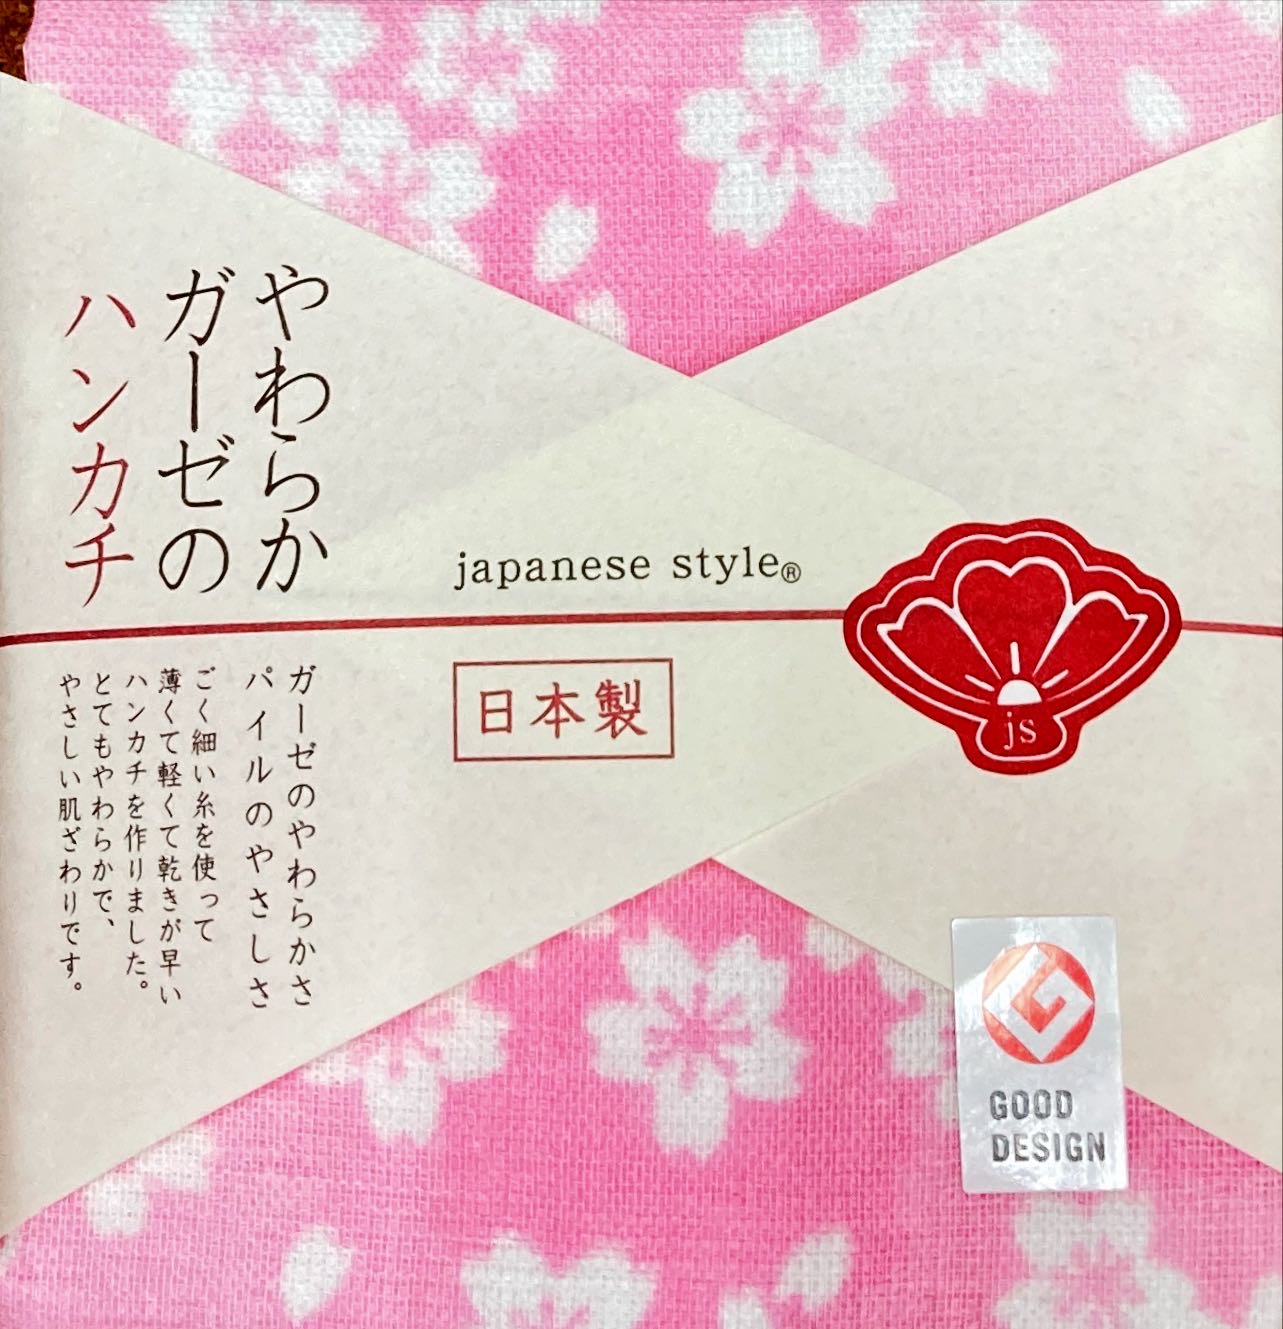 やわらか
ガーゼの
ハンカチ
japanese style®
日本製
js
ガーゼのやわらかさ
パイルのやさしさ
ごく細い糸を使って
薄くて軽くて乾きが早い
ハンカチを作りました。
とてもやわらかで、
やさしい肌ざわりです。
GOOD
DESIGN